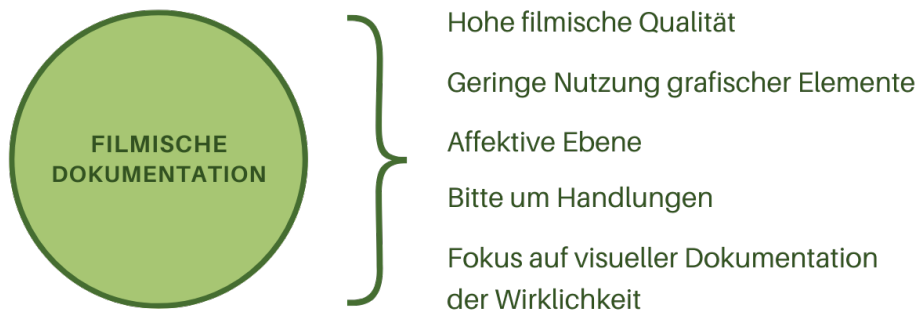 FILMISCHE
DOKUMENTATION
Hohe filmische Qualität
Geringe Nutzung grafischer Elemente
Affektive Ebene
Bitte um Handlungen
Fokus auf visueller Dokumentation
der Wirklichkeit